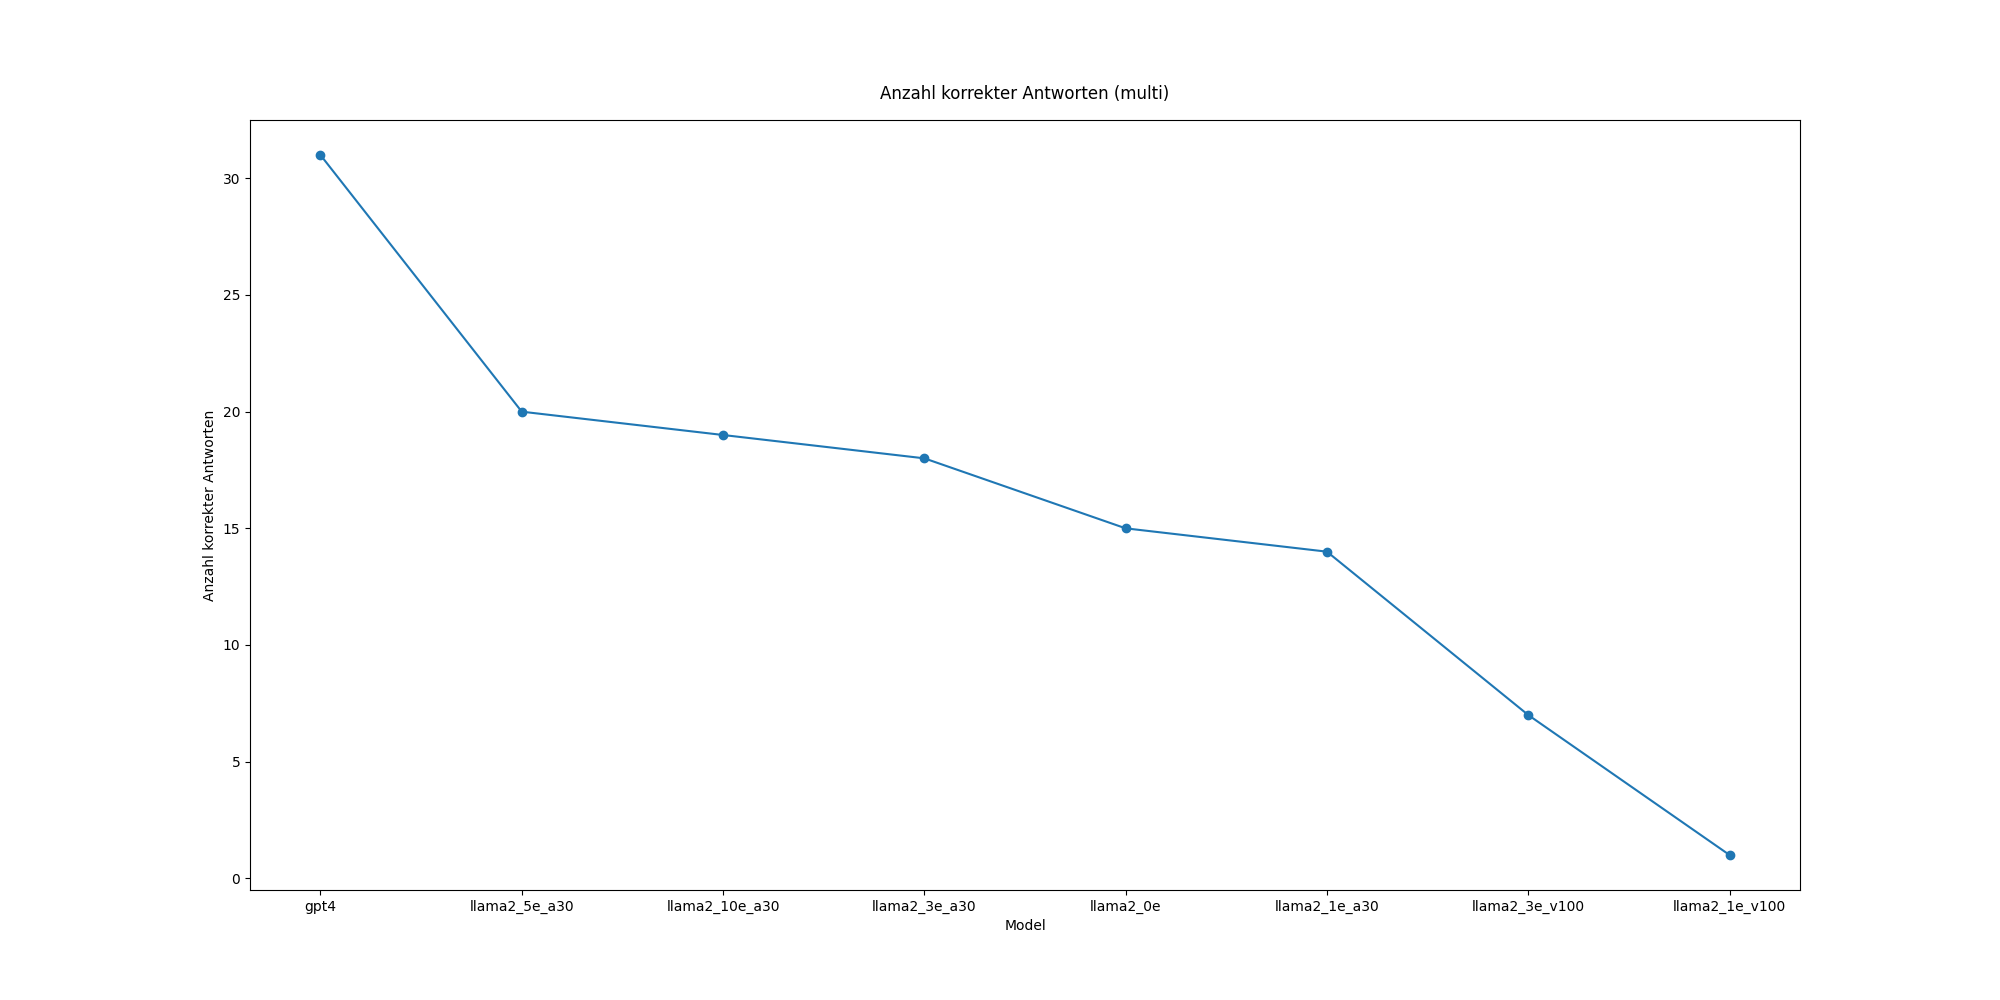 Anzahl korrekter Antworten (multi)
Anzahl korrekter Antworten
30
25
20
15
10
5
0
gpt4 llama2_5e_a30 llama2_10e_a30 llama2_3e_a30 llama2_0e llama2_1e_a30 llama2_3e_v100 llama2_1e_v100
Model